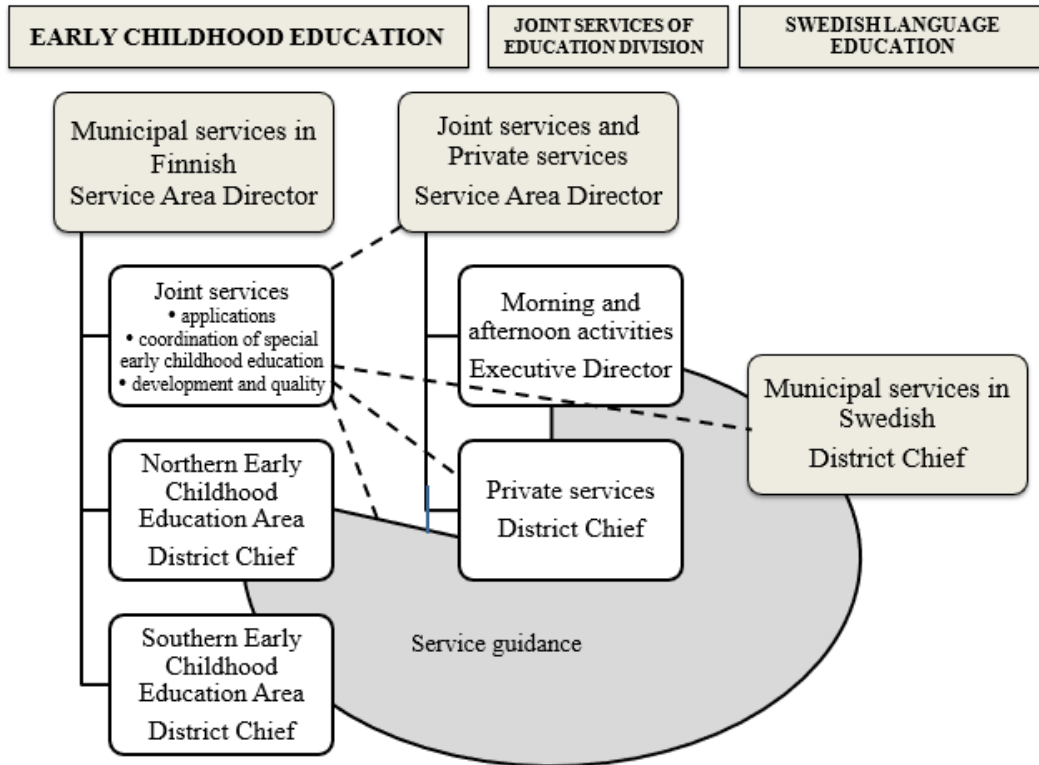 EARLY CHILDHOOD EDUCATION
JOINT SERVICES OF
EDUCATION DIVISION
SWEDISH LANGUAGE
EDUCATION
Municipal services in
Finnish
Service Area Director
Joint services and
Private services
Service Area Director
Joint services
• applications
• coordination of special
early childhood education
• development and quality
Morning and
afternoon activities
Executive Director
Municipal services in
Swedish
District Chief
Northern Early
Childhood
Education Area
District Chief
Private services
District Chief
Southern Early
Childhood
Education Area
District Chief
Service guidance